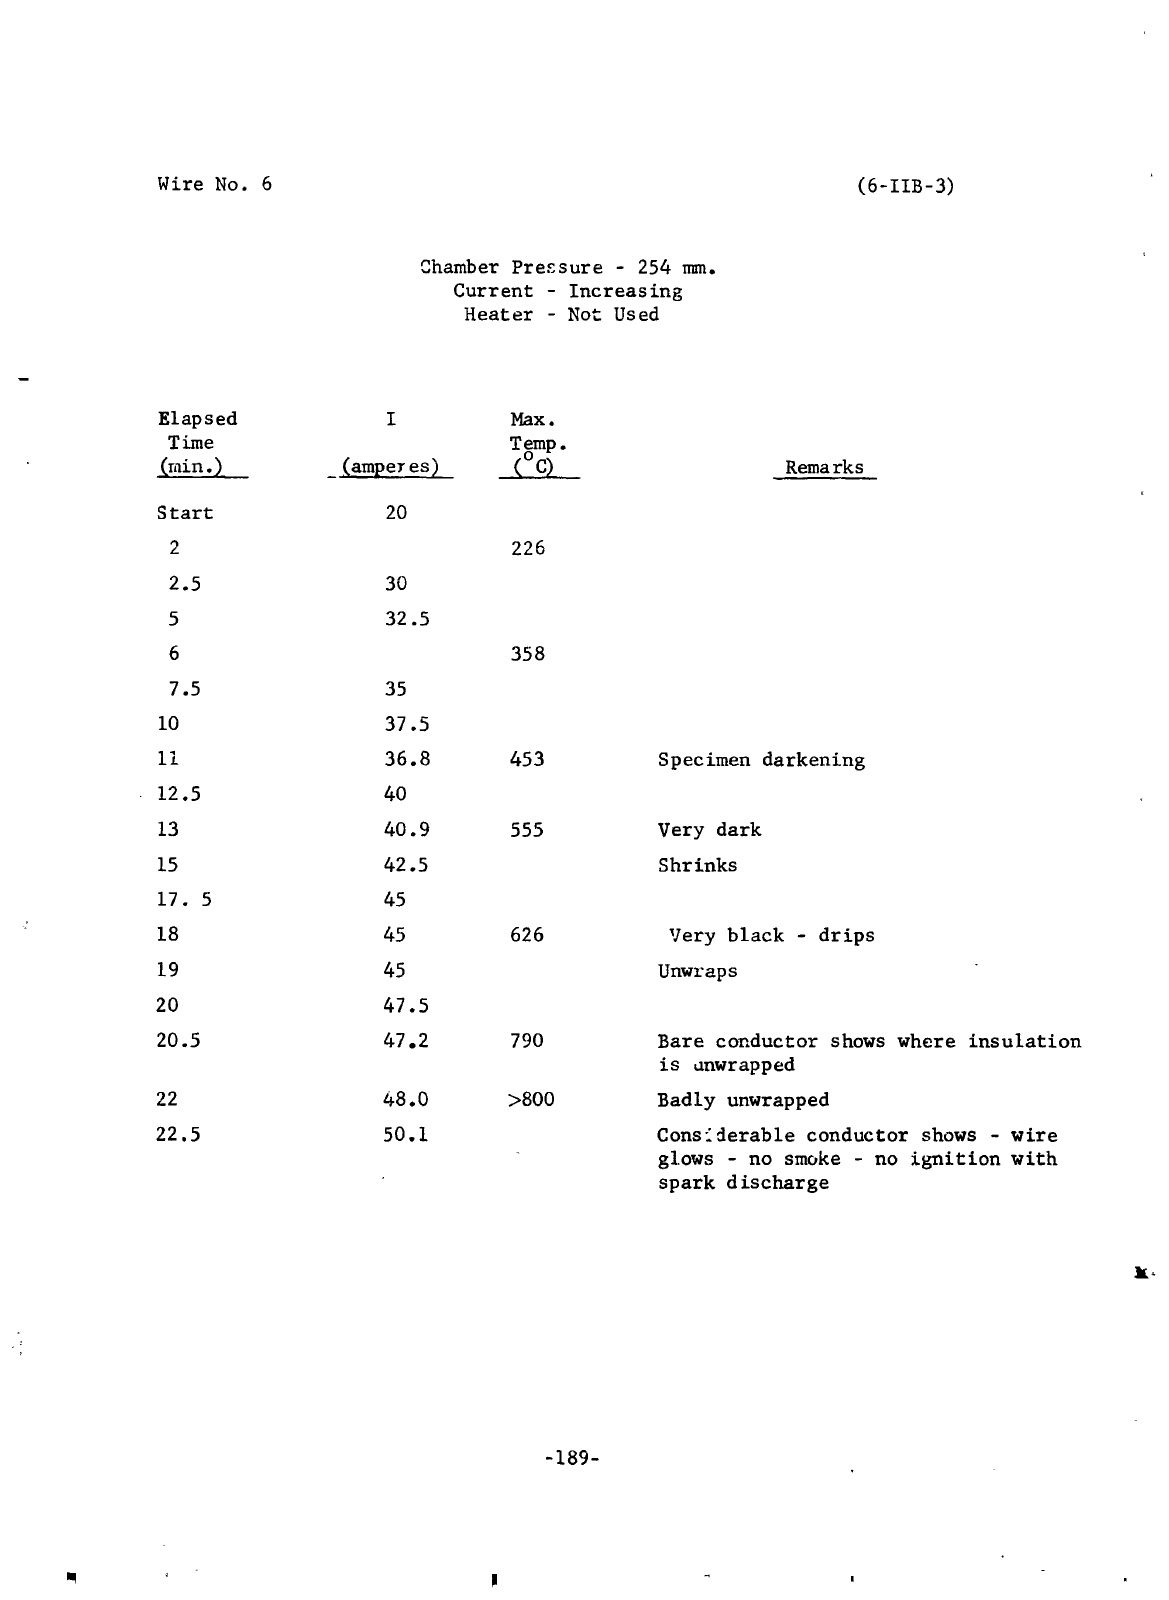 Wire No. 6 (6-IIB-3)
Chamber Pressure - 254 mm.
Current - Increasing
Heater - Not Used
Elapsed I Max.
Time Temp.
(min.) (amperes) (°C) Remarks
Start 20
2 226
2.5 30
5 32.5
6 358
7.5 35
10 37.5
11 36.8 453 Specimen darkening
12.5 40
13 40.9 555 Very dark
15 42.5 Shrinks
17. 5 45
18 45 626 Very black - drips
19 45 Unwraps
20 47.5
20.5 47.2 790 Bare conductor shows where insulation
is unwrapped
22 48.0 >800 Badly unwrapped
22.5 50.1 Considerable conductor shows - wire
glows - no smoke - no ignition with
spark discharge
-189-